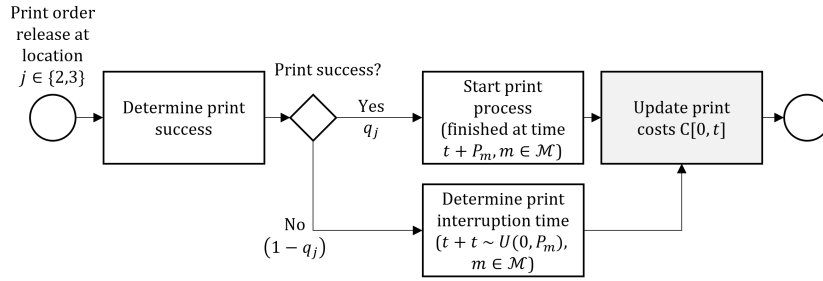 Print order
release at
location
j ∈ {2,3}
Determine print
success
Print success?
Yes
q_j
Start print
process
(finished at time
t + P_m, m ∈ ℳ)
Update print
costs C[0, t]
No
(1 − q_j)
Determine print
interruption time
(t + t ~ U(0, P_m),
m ∈ ℳ)